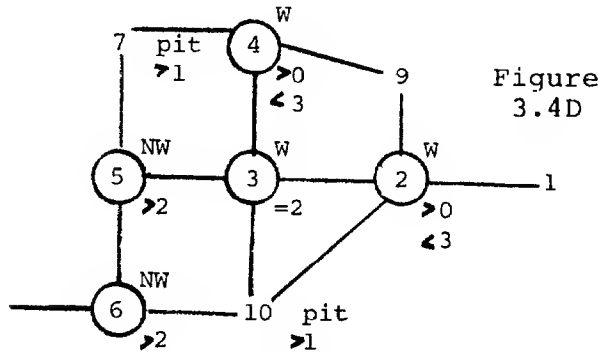 W
7 pit 4
>1 >0
<3
9
Figure
3.4D
NW W W
5 3 2 1
>2 =2 >0
<3
NW
6 10 pit
>2 >1